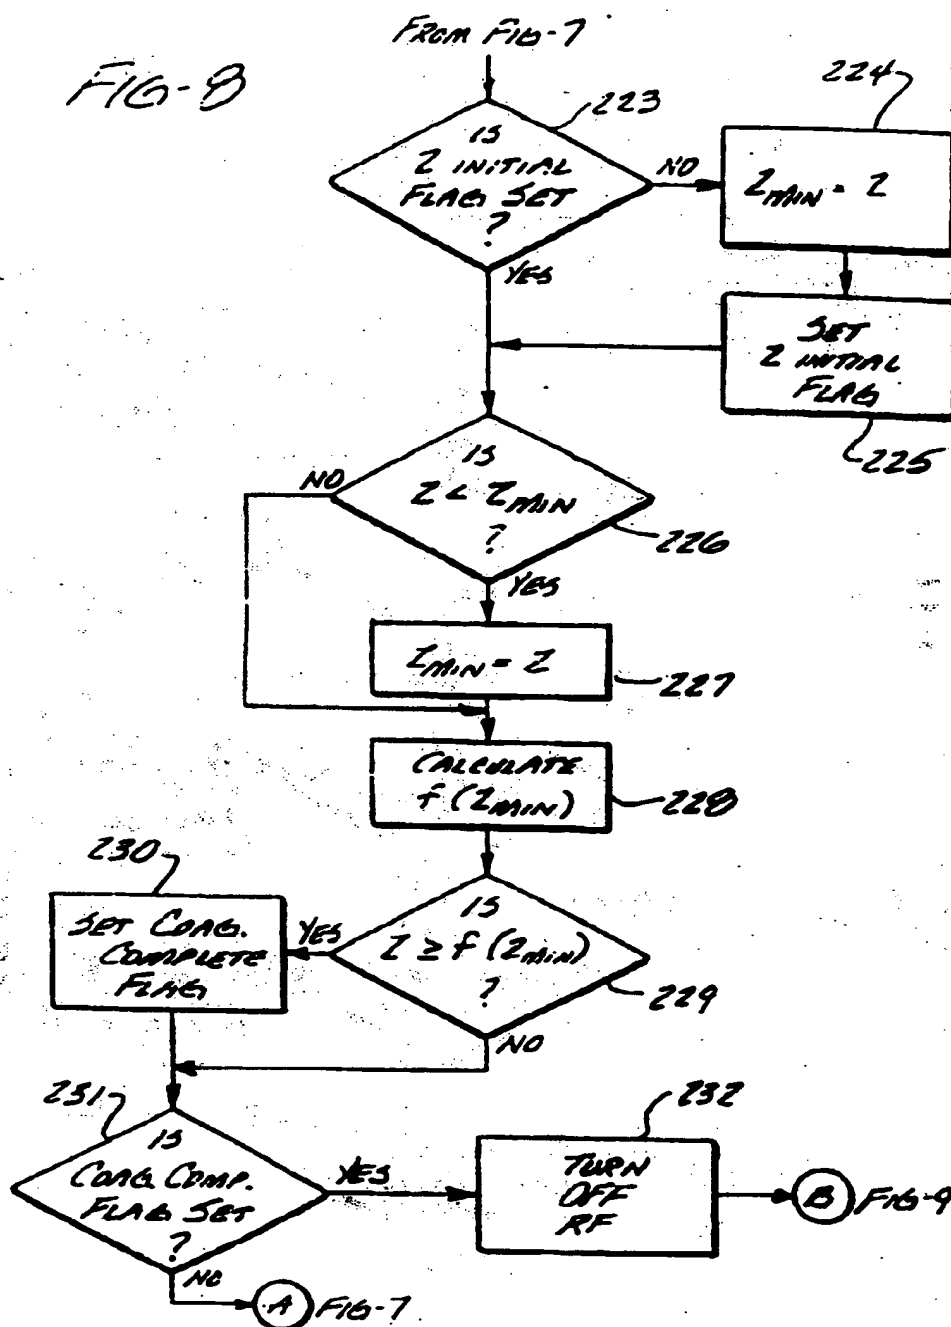 FROM FIG-7
FIG-8
223
IS
Z INITIAL
FLAG SET
?
NO
YES
224
ZMIN = Z
SET
Z INITIAL
FLAG
225
IS
Z < ZMIN
?
NO
YES
226
ZMIN = Z
227
CALCULATE
f (ZMIN)
228
IS
Z ≥ f (ZMIN)
?
YES
NO
229
230
SET COAG.
COMPLETE
FLAG
231
IS
COAG. COMP.
FLAG SET
?
YES
NO
232
TURN
OFF
RF
B FIG-9
A FIG-7